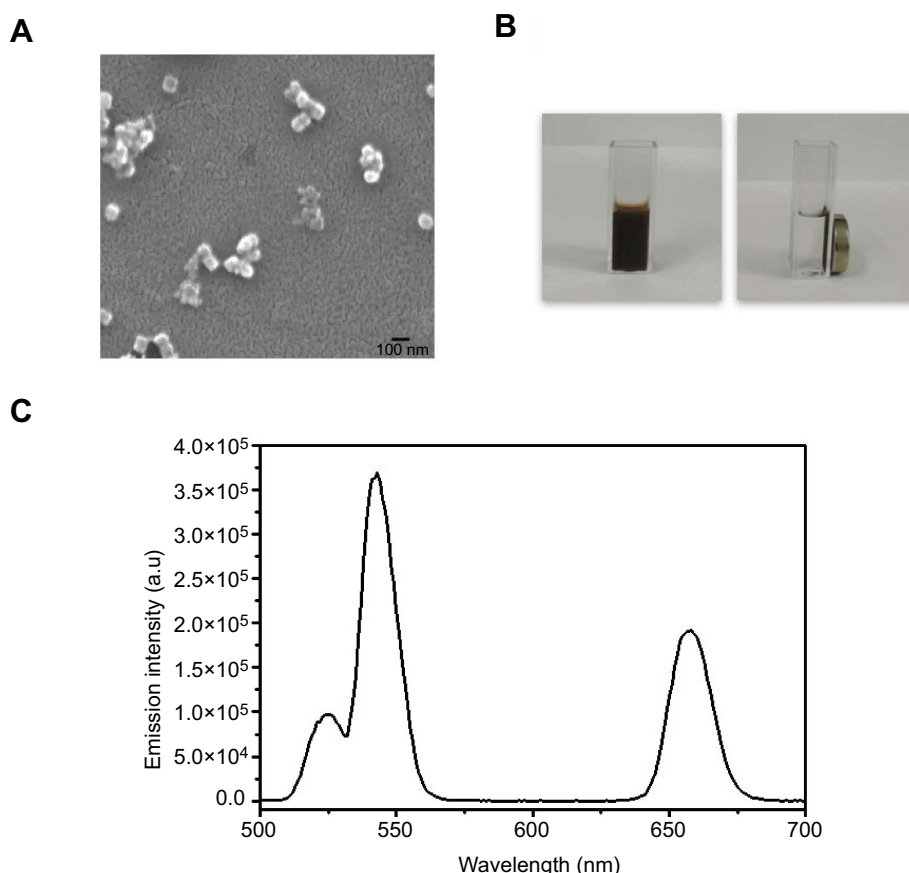 A
B
100 nm
C
4.0×10⁵
3.5×10⁵
3.0×10⁵
2.5×10⁵
2.0×10⁵
1.5×10⁵
1.0×10⁵
5.0×10⁴
0.0
Emission intensity (a.u)
500 550 600 650 700
Wavelength (nm)